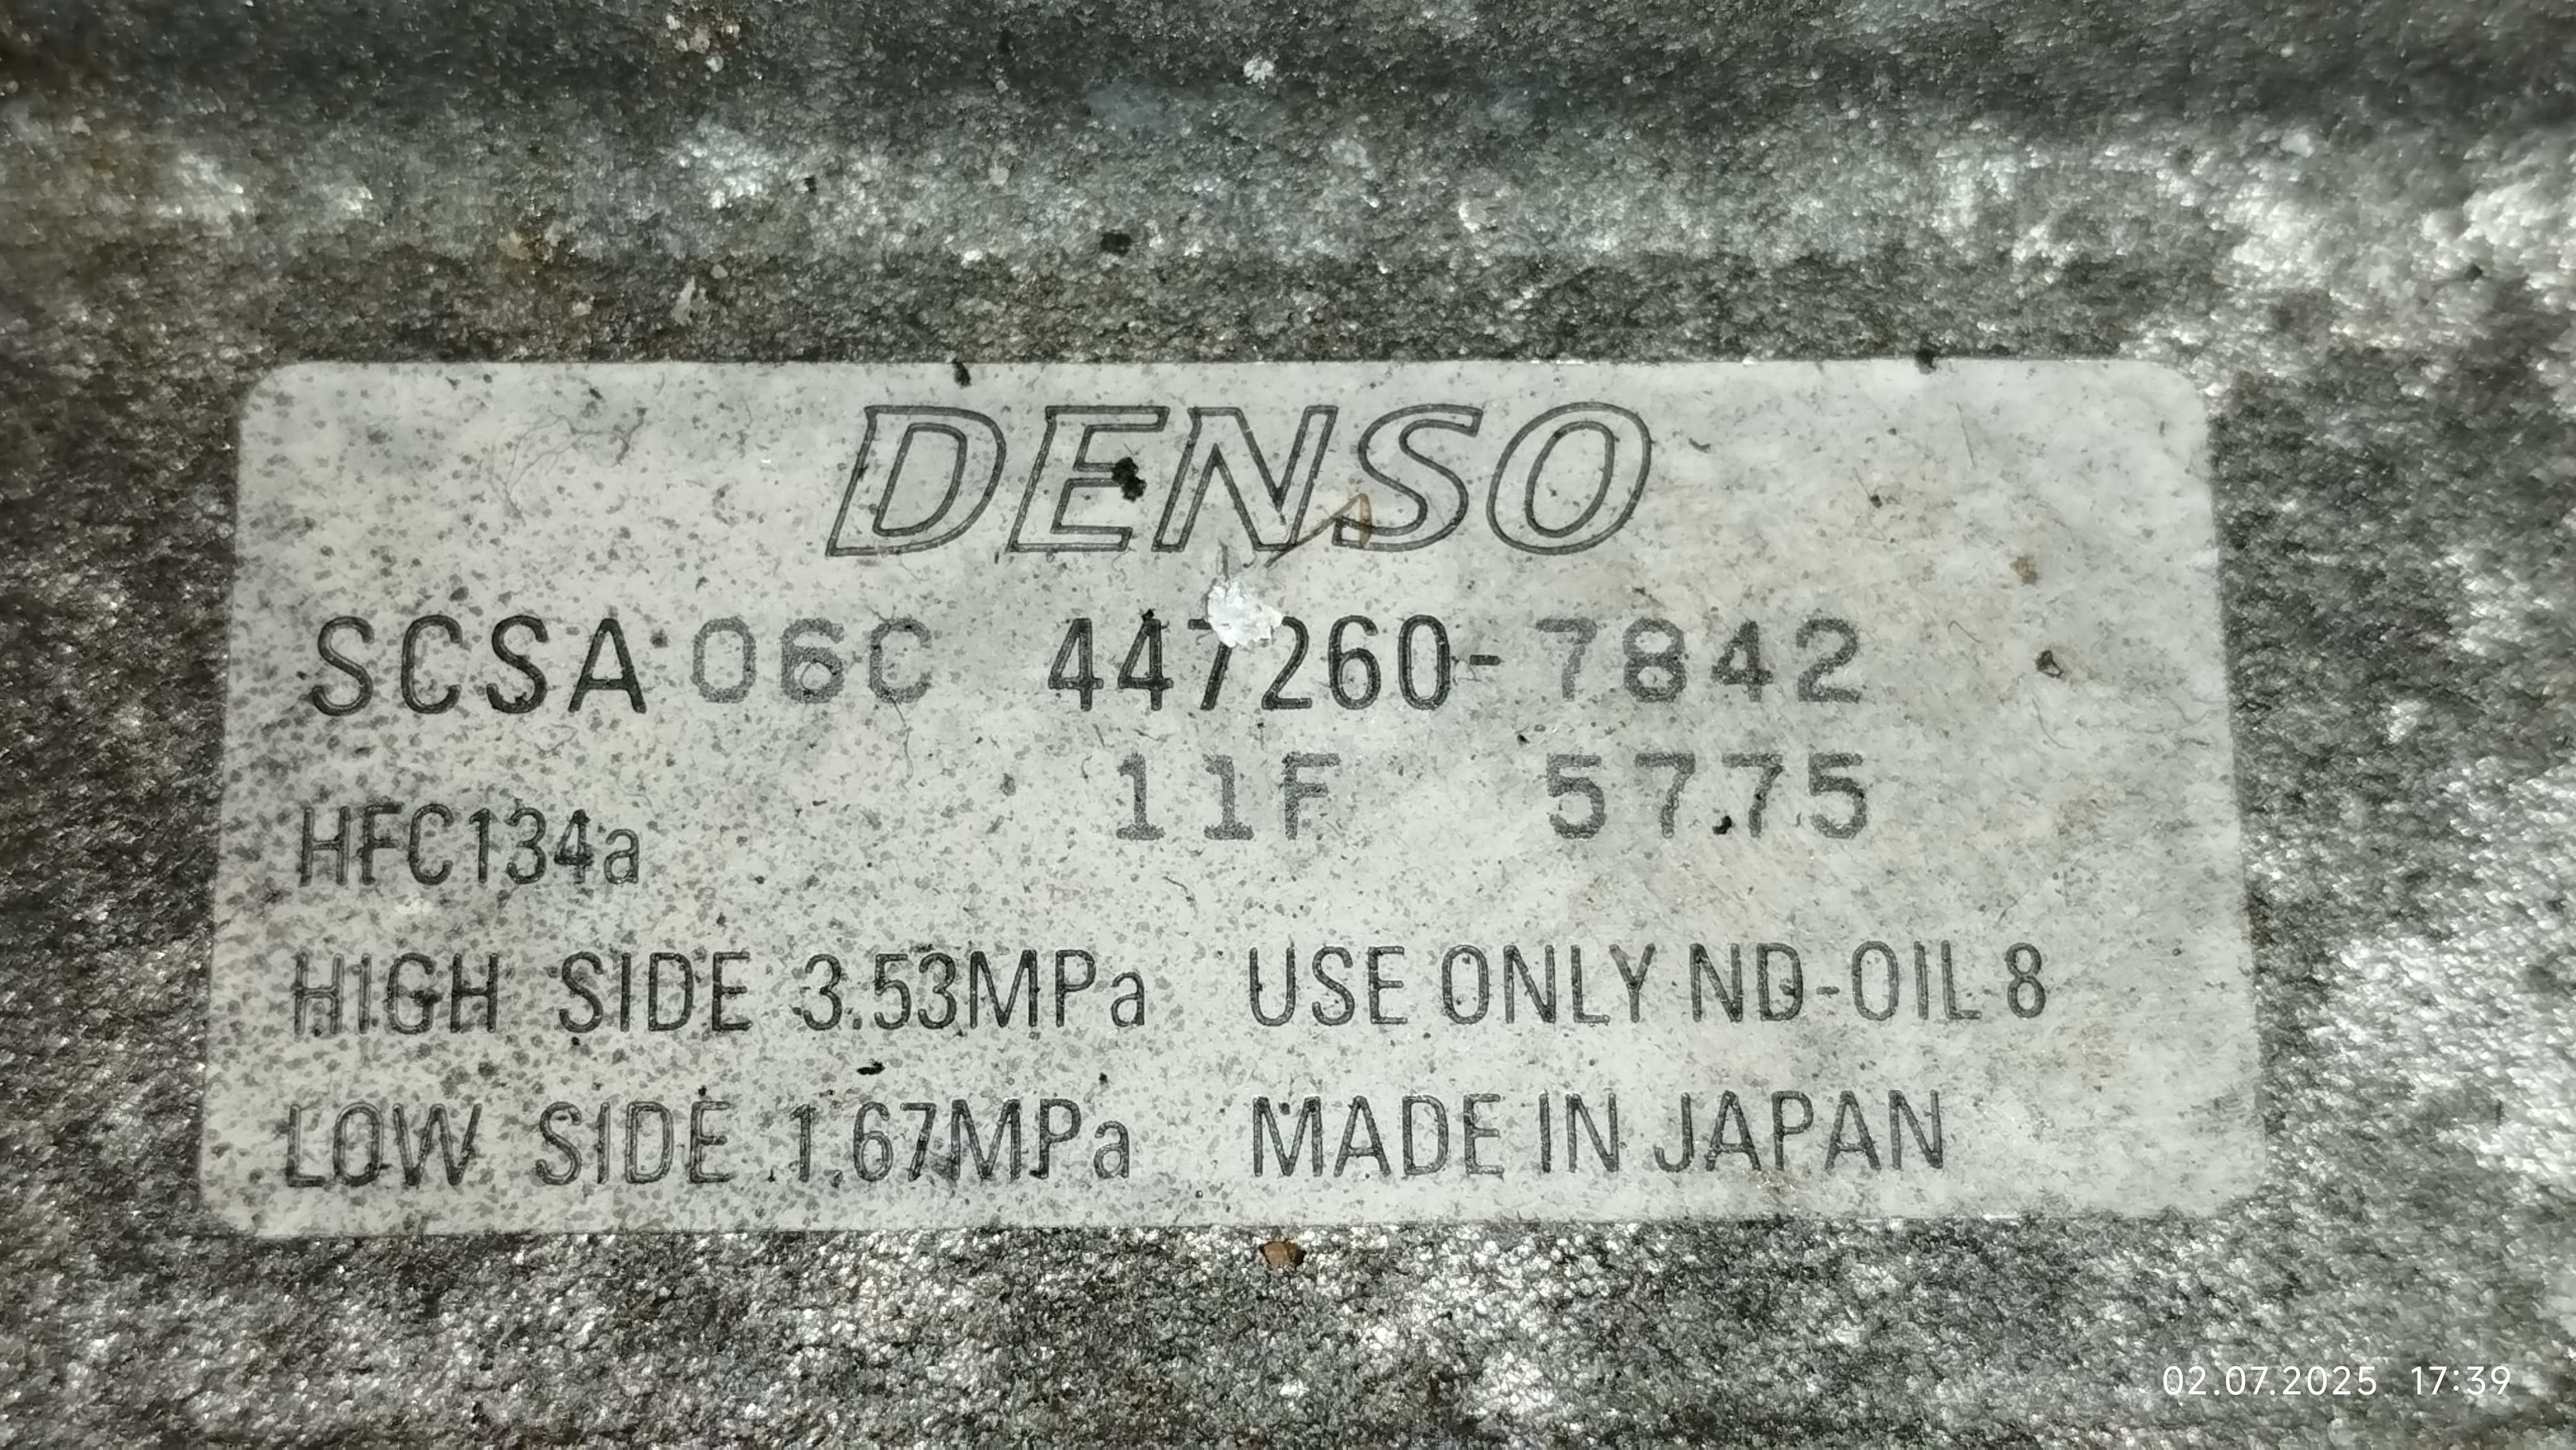 DENSO
SCSA 06C 447260-7842
11F 5775
HFC134a
HIGH SIDE 3.53MPa USE ONLY ND-OIL 8
LOW SIDE 1.67MPa MADE IN JAPAN
02.07.2025 17:39